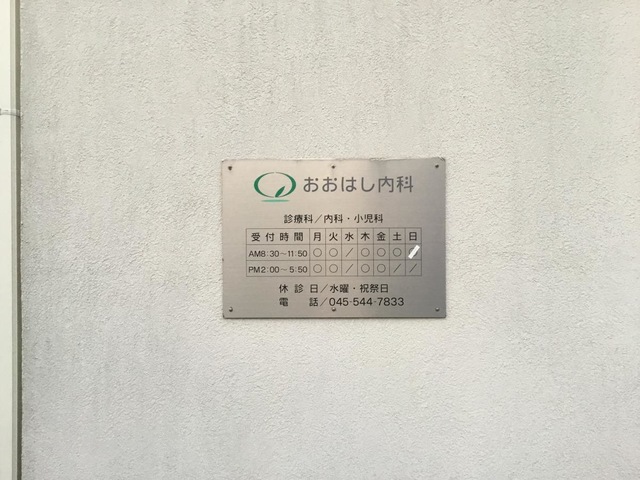 おおはし内科
診療科/内科・小児科
受付時間 月 火 水 木 金 土 日
AM8:30〜11:50 ○ ○ / ○ ○ ○ /
PM2:00〜5:50 ○ ○ / ○ ○ / /
休診日/水曜・祝祭日
電話/045-544-7833